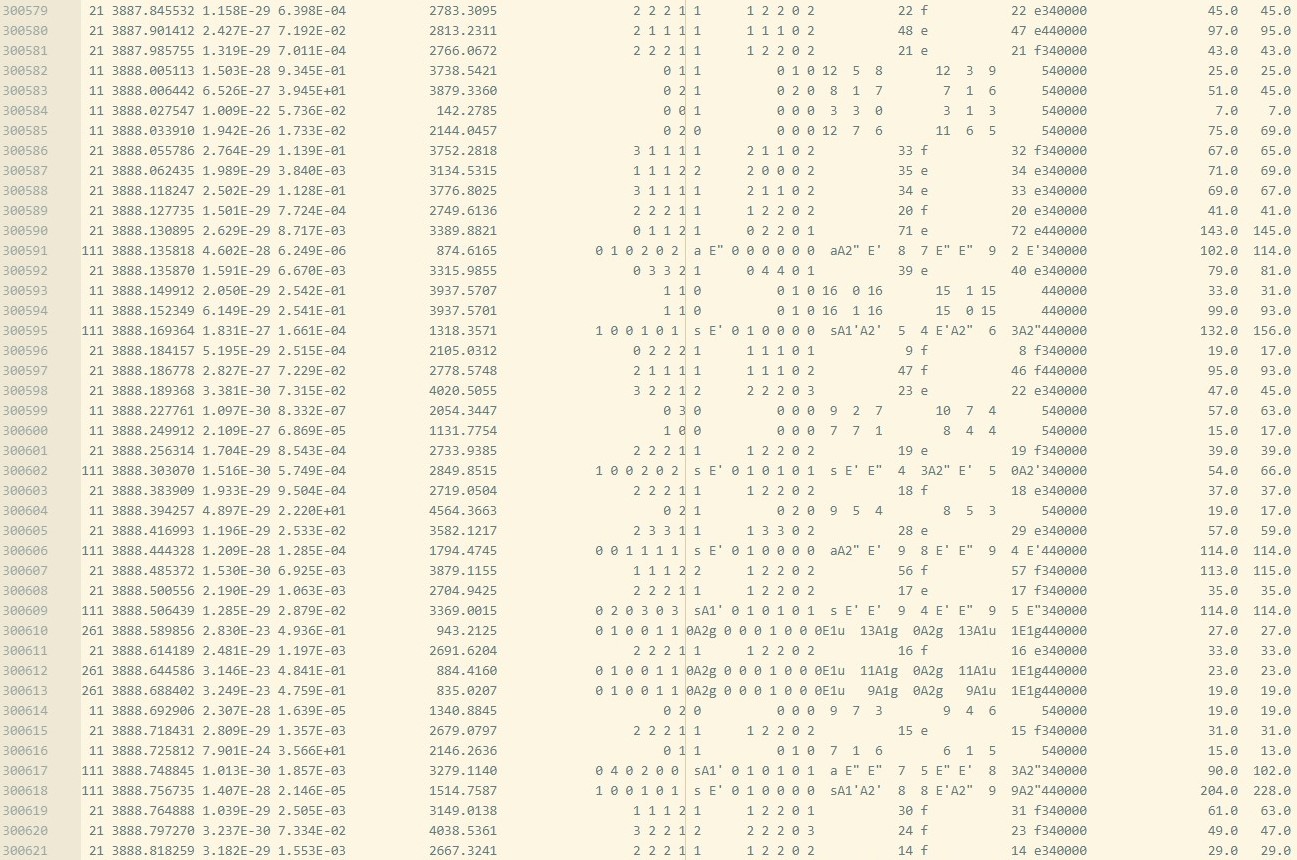 300579 21 3887.845532 1.158E-29 6.398E-04 2783.3095 2 2 2 1 1 1 2 2 0 2 22 f 22 e340000 45.0 45.0
300580 21 3887.901412 2.427E-27 7.192E-02 2813.2311 2 1 1 1 1 1 1 1 0 2 48 e 47 e440000 97.0 95.0
300581 21 3887.985755 1.319E-29 7.011E-04 2766.0672 2 2 2 1 1 1 2 2 0 2 21 e 21 f340000 43.0 43.0
300582 11 3888.005113 1.503E-28 9.345E-01 3738.5421 0 1 1 0 1 0 12 5 8 12 3 9 540000 25.0 25.0
300583 11 3888.006442 6.526E-27 3.945E+01 3879.3360 0 2 1 0 2 0 8 1 7 7 1 6 540000 51.0 45.0
300584 11 3888.027547 1.009E-22 5.736E-02 142.2785 0 0 1 0 0 0 3 3 0 3 1 3 540000 7.0 7.0
300585 11 3888.033910 1.942E-26 1.733E-02 2144.0457 0 2 0 0 0 0 12 7 6 11 6 5 540000 75.0 69.0
300586 21 3888.055786 2.764E-29 1.139E-01 3752.2818 3 1 1 1 1 2 1 1 0 2 33 f 32 f340000 67.0 65.0
300587 21 3888.062435 1.989E-29 3.840E-03 3134.5315 1 1 1 2 2 2 0 0 0 2 35 e 34 e340000 71.0 69.0
300588 21 3888.118247 2.502E-29 1.128E-01 3776.8025 3 1 1 1 1 2 1 1 0 2 34 e 33 e340000 69.0 67.0
300589 21 3888.127735 1.501E-29 7.724E-04 2749.6136 2 2 2 1 1 1 2 2 0 2 20 f 20 e340000 41.0 41.0
300590 21 3888.130895 2.629E-29 8.717E-03 3389.8821 0 1 1 2 1 0 2 2 0 1 71 e 72 e440000 143.0 145.0
300591 111 3888.135818 4.602E-28 6.249E-06 874.6165 0 1 0 2 0 2 a E" 0 0 0 0 0 0 aA2" E' 8 7 E" E" 9 2 E'340000 102.0 114.0
300592 21 3888.135870 1.591E-29 6.670E-03 3315.9855 0 3 3 2 1 0 4 4 0 1 39 e 40 e340000 79.0 81.0
300593 11 3888.149912 2.050E-29 2.542E-01 3937.5707 1 1 0 0 1 0 16 0 16 15 1 15 440000 33.0 31.0
300594 11 3888.152349 6.149E-29 2.541E-01 3937.5701 1 1 0 0 1 0 16 1 16 15 0 15 440000 99.0 93.0
300595 111 3888.169364 1.831E-27 1.661E-04 1318.3571 1 0 0 1 0 1 s E' 0 1 0 0 0 0 sA1'A2' 5 4 E'A2" 6 3A2"440000 132.0 156.0
300596 21 3888.184157 5.195E-29 2.515E-04 2105.0312 0 2 2 2 1 1 1 1 0 1 9 f 8 f340000 19.0 17.0
300597 21 3888.186778 2.827E-27 7.229E-02 2778.5748 2 1 1 1 1 1 1 1 0 2 47 f 46 f440000 95.0 93.0
300598 21 3888.189368 3.381E-30 7.315E-02 4020.5055 3 2 2 1 2 2 2 2 0 3 23 e 22 e340000 47.0 45.0
300599 11 3888.227761 1.097E-30 8.332E-07 2054.3447 0 3 0 0 0 0 9 2 7 10 7 4 540000 57.0 63.0
300600 11 3888.249912 2.109E-27 6.869E-05 1131.7754 1 0 0 0 0 0 7 7 1 8 4 4 540000 15.0 17.0
300601 21 3888.256314 1.704E-29 8.543E-04 2733.9385 2 2 2 1 1 1 2 2 0 2 19 e 19 f340000 39.0 39.0
300602 111 3888.303070 1.516E-30 5.749E-04 2849.8515 1 0 0 2 0 2 s E' 0 1 0 1 0 1 s E' E" 4 3A2" E' 5 0A2'340000 54.0 66.0
300603 21 3888.383909 1.933E-29 9.504E-04 2719.0504 2 2 2 1 1 1 2 2 0 2 18 f 18 e340000 37.0 37.0
300604 11 3888.394257 4.897E-29 2.220E+01 4564.3663 0 2 1 0 2 0 9 5 4 8 5 3 540000 19.0 17.0
300605 21 3888.416993 1.196E-29 2.533E-02 3582.1217 2 3 3 1 1 1 3 3 0 2 28 e 29 e340000 57.0 59.0
300606 111 3888.444328 1.209E-28 1.285E-04 1794.4745 0 0 1 1 1 1 s E' 0 1 0 0 0 0 aA2" E' 9 8 E' E" 9 4 E'440000 114.0 114.0
300607 21 3888.485372 1.530E-30 6.925E-03 3879.1155 1 1 1 2 2 1 2 2 0 2 56 f 57 f340000 113.0 115.0
300608 21 3888.500556 2.190E-29 1.063E-03 2704.9425 2 2 2 1 1 1 2 2 0 2 17 e 17 f340000 35.0 35.0
300609 111 3888.506439 1.285E-29 2.879E-02 3369.0015 0 2 0 3 0 3 sA1' 0 1 0 1 0 1 s E' E' 9 4 E' E" 9 5 E"340000 114.0 114.0
300610 261 3888.589856 2.830E-23 4.936E-01 943.2125 0 1 0 0 1 1 0A2g 0 0 0 1 0 0 0E1u 13A1g 0A2g 13A1u 1E1g440000 27.0 27.0
300611 21 3888.614189 2.481E-29 1.197E-03 2691.6204 2 2 2 1 1 1 2 2 0 2 16 f 16 e340000 33.0 33.0
300612 261 3888.644586 3.146E-23 4.841E-01 884.4160 0 1 0 0 1 1 0A2g 0 0 0 1 0 0 0E1u 11A1g 0A2g 11A1u 1E1g440000 23.0 23.0
300613 261 3888.688402 3.249E-23 4.759E-01 835.0207 0 1 0 0 1 1 0A2g 0 0 0 1 0 0 0E1u 9A1g 0A2g 9A1u 1E1g440000 19.0 19.0
300614 11 3888.692906 2.307E-28 1.639E-05 1340.8845 0 2 0 0 0 0 9 7 3 9 4 6 540000 19.0 19.0
300615 21 3888.718431 2.809E-29 1.357E-03 2679.0797 2 2 2 1 1 1 2 2 0 2 15 e 15 f340000 31.0 31.0
300616 11 3888.725812 7.901E-24 3.566E+01 2146.2636 0 1 1 0 1 0 7 1 6 6 1 5 540000 15.0 13.0
300617 111 3888.748845 1.013E-30 1.857E-03 3279.1140 0 4 0 2 0 0 sA1' 0 1 0 1 0 1 a E" E" 7 5 E" E' 8 3A2"340000 90.0 102.0
300618 111 3888.756735 1.407E-28 2.146E-05 1514.7587 1 0 0 1 0 1 s E' 0 1 0 0 0 0 sA1'A2' 8 8 E'A2" 9 9A2"440000 204.0 228.0
300619 21 3888.764888 1.039E-29 2.505E-03 3149.0138 1 1 1 2 1 1 2 2 0 1 30 f 31 f340000 61.0 63.0
300620 21 3888.797270 3.237E-30 7.334E-02 4038.5361 3 2 2 1 2 2 2 2 0 3 24 f 23 f340000 49.0 47.0
300621 21 3888.818259 3.182E-29 1.553E-03 2667.3241 2 2 2 1 1 1 2 2 0 2 14 f 14 e340000 29.0 29.0